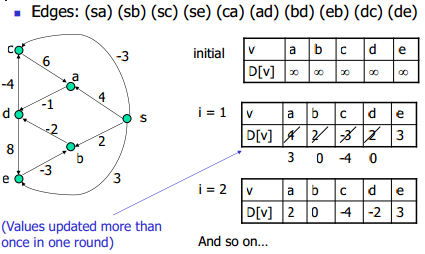 ▪ Edges: (sa) (sb) (sc) (se) (ca) (ad) (bd) (eb) (dc) (de)
initial
v a b c d e
D[v] ∞ ∞ ∞ ∞ ∞
c
6
-3
a
-4
4
-1
d
s
-2
2
8
b
-3
e
3
i = 1
v a b c d e
D[v] 4 2 -3 2 3
3 0 -4 0
i = 2
v a b c d e
D[v] 2 0 -4 -2 3
(Values updated more than
once in one round)
And so on…